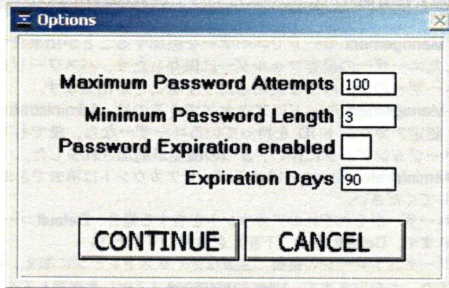 Options
Maximum Password Attempts 100
Minimum Password Length 3
Password Expiration enabled
Expiration Days 90
CONTINUE CANCEL